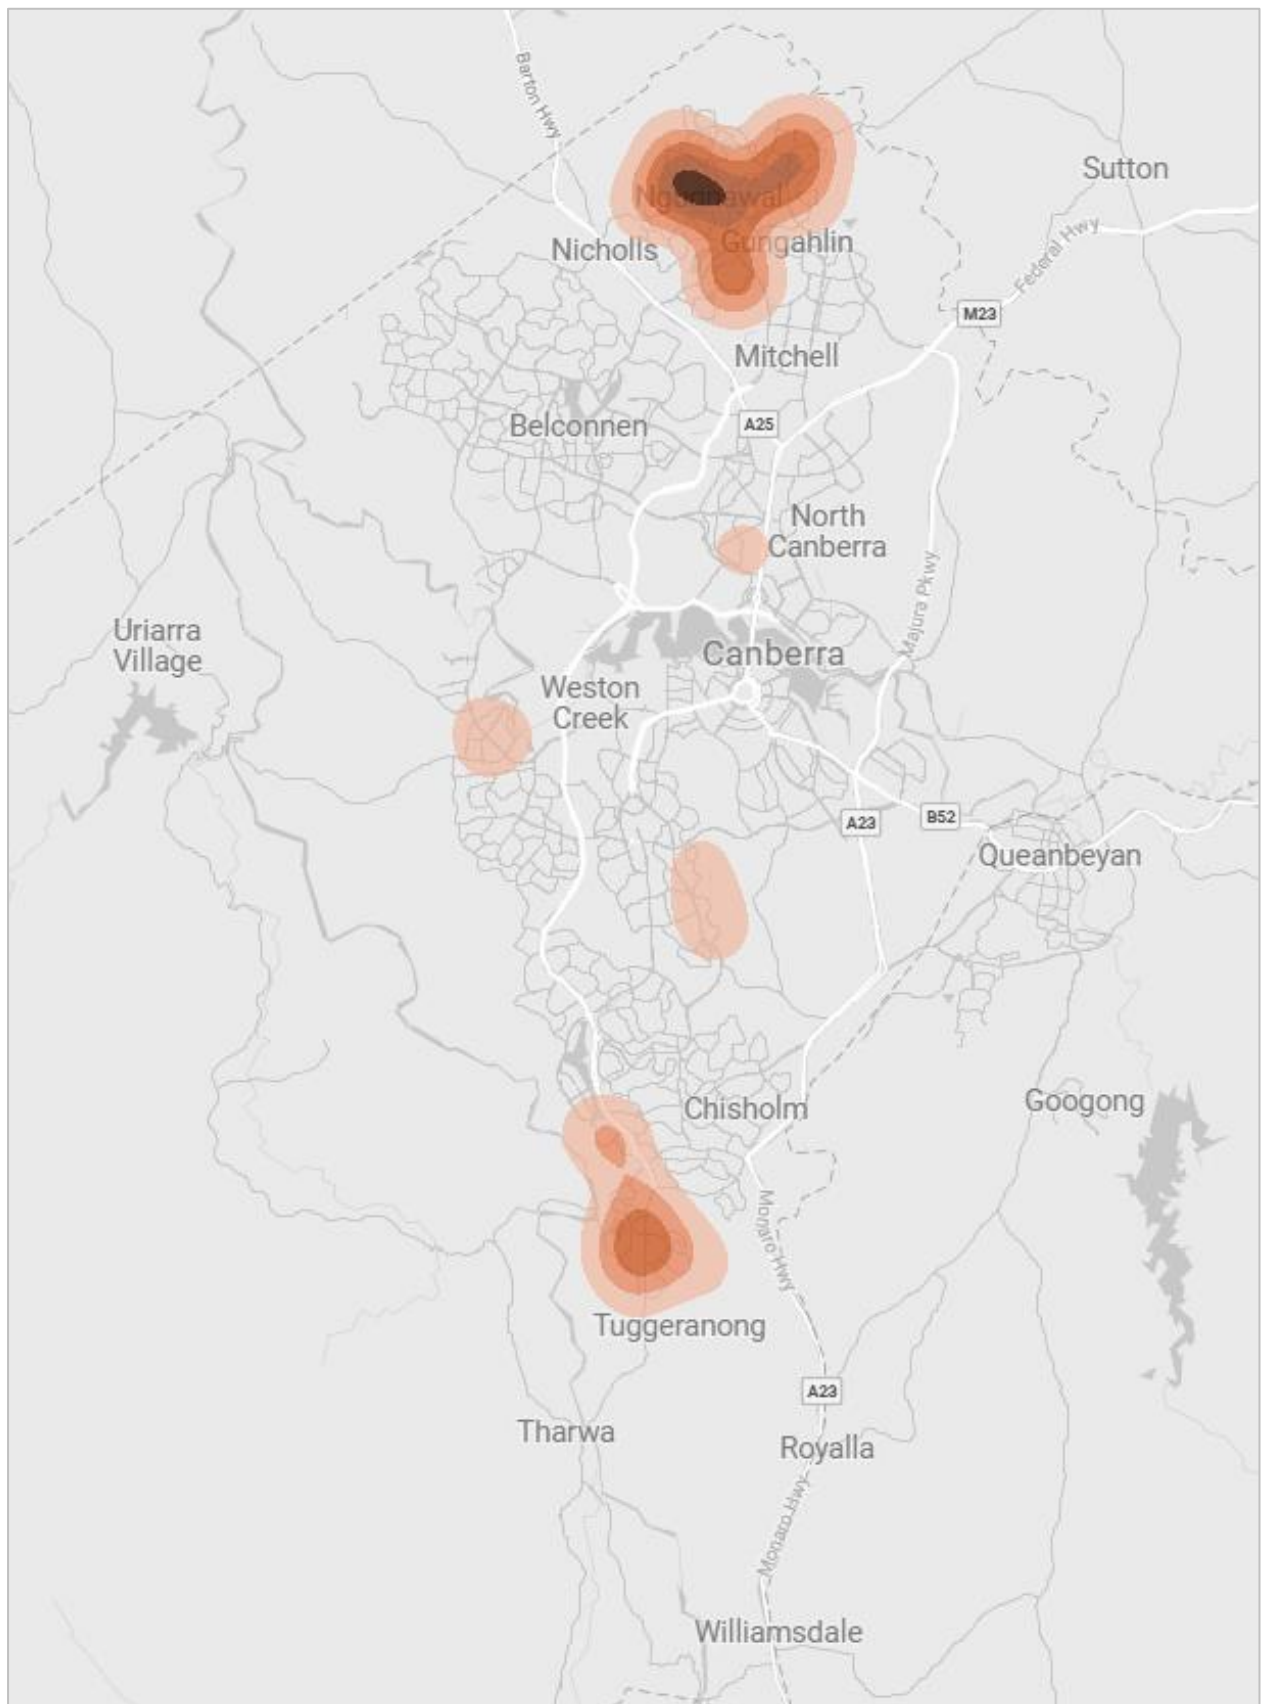 Barton Hwy
Sutton
Ngunnawal
Nicholls
Gungahlin
Federal Hwy
M23
Mitchell
A25
Belconnen
North
Canberra
Majura Pkwy
Uriarra
Village
Canberra
Weston
Creek
A23
B52
Queanbeyan
Chisholm
Googong
Monaro Hwy
Tuggeranong
A23
Tharwa
Royalla
Monaro Hwy
Williamsdale